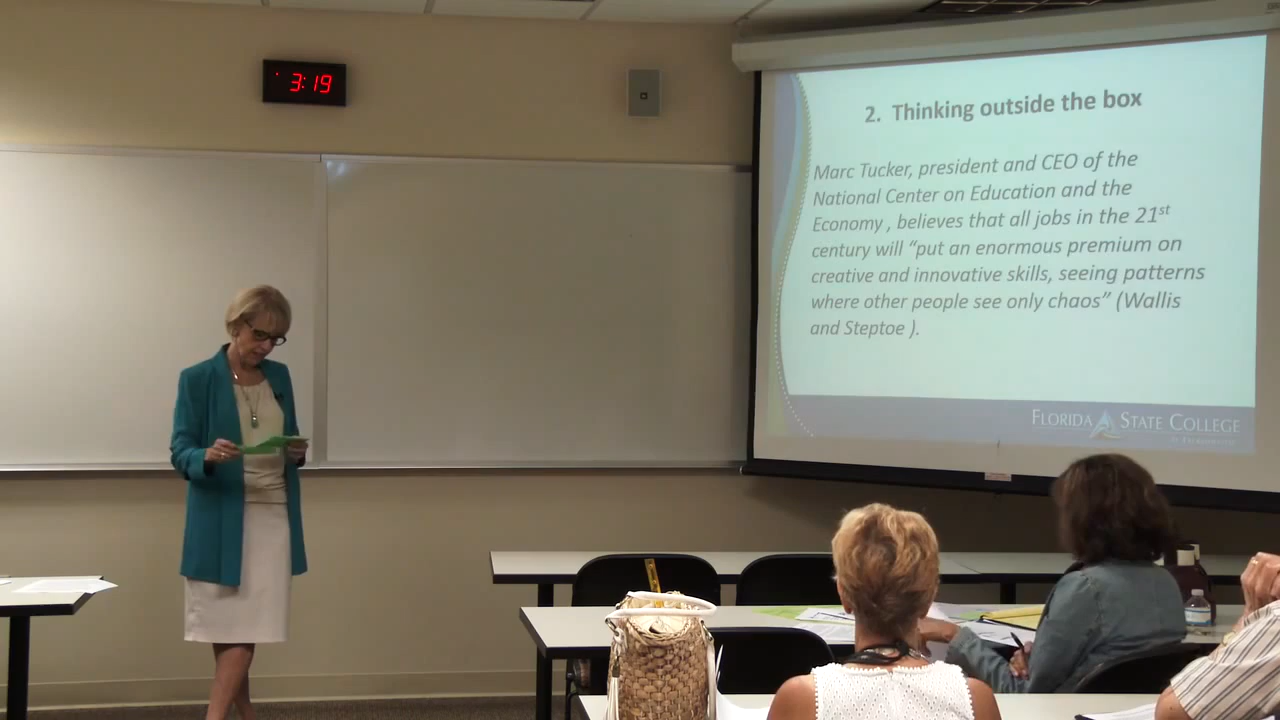 3:19
2. Thinking outside the box
Marc Tucker, president and CEO of the
National Center on Education and the
Economy , believes that all jobs in the 21st
century will “put an enormous premium on
creative and innovative skills, seeing patterns
where other people see only chaos” (Wallis
and Steptoe ).
FLORIDA STATE COLLEGE